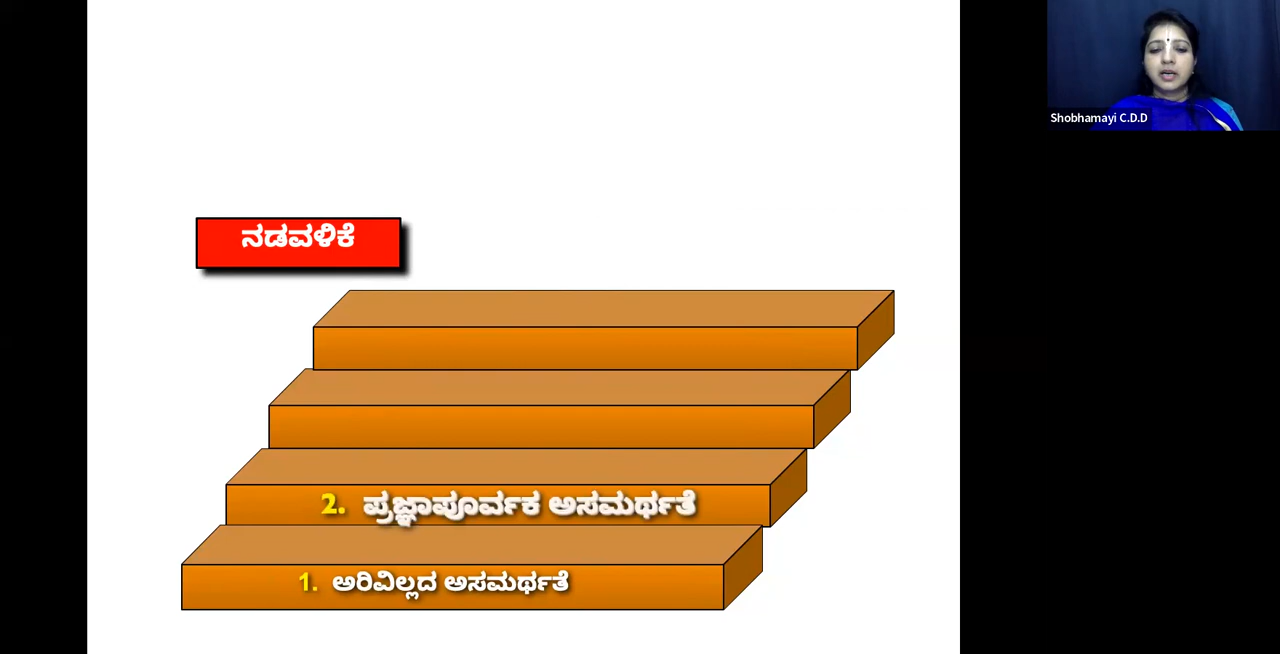 Shobhamayi C.D.D
ನಡವಳಿಕೆ
2. ಪ್ರಜ್ಞಾಪೂರ್ವಕ ಅಸಮರ್ಥತೆ
1. ಅರಿವಿಲ್ಲದ ಅಸಮರ್ಥತೆ